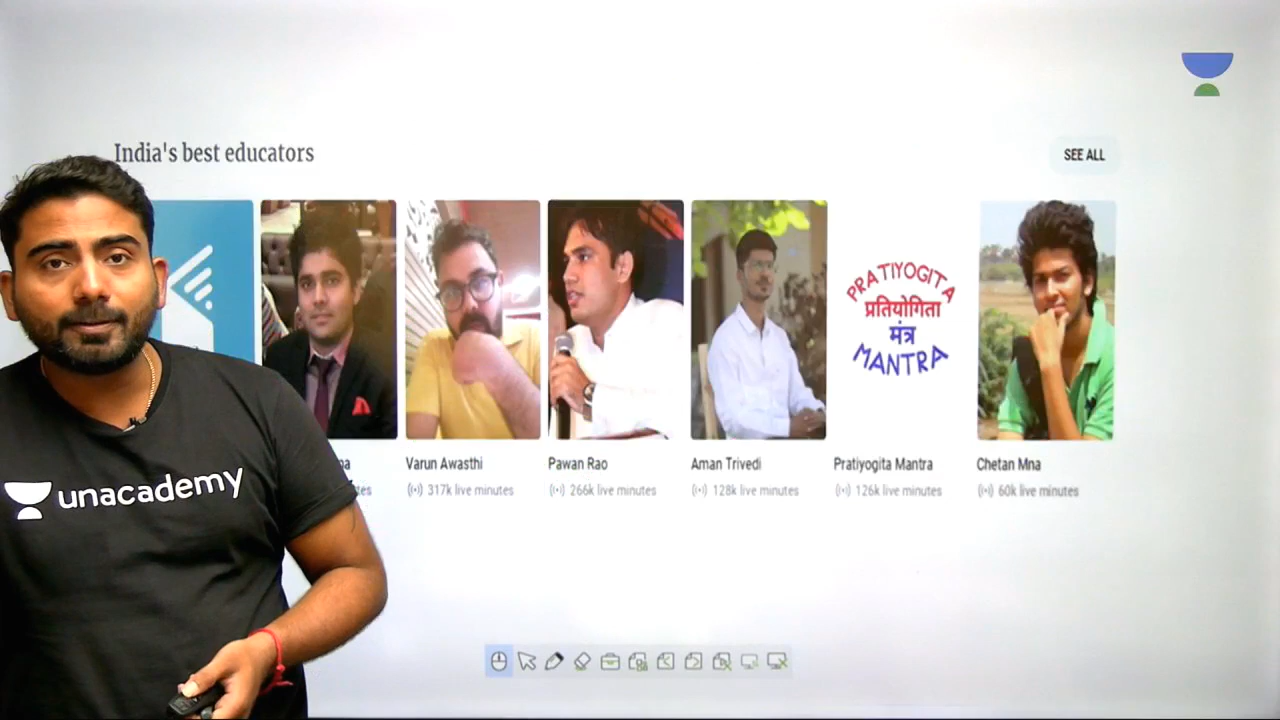 India's best educators
SEE ALL
PRATIYOGITA
प्रतियोगिता
मंत्र
MANTRA
Varun Awasthi
Pawan Rao
Aman Trivedi
Pratiyogita Mantra
Chetan Mna
317k live minutes
266k live minutes
128k live minutes
126k live minutes
60k live minutes
unacademy